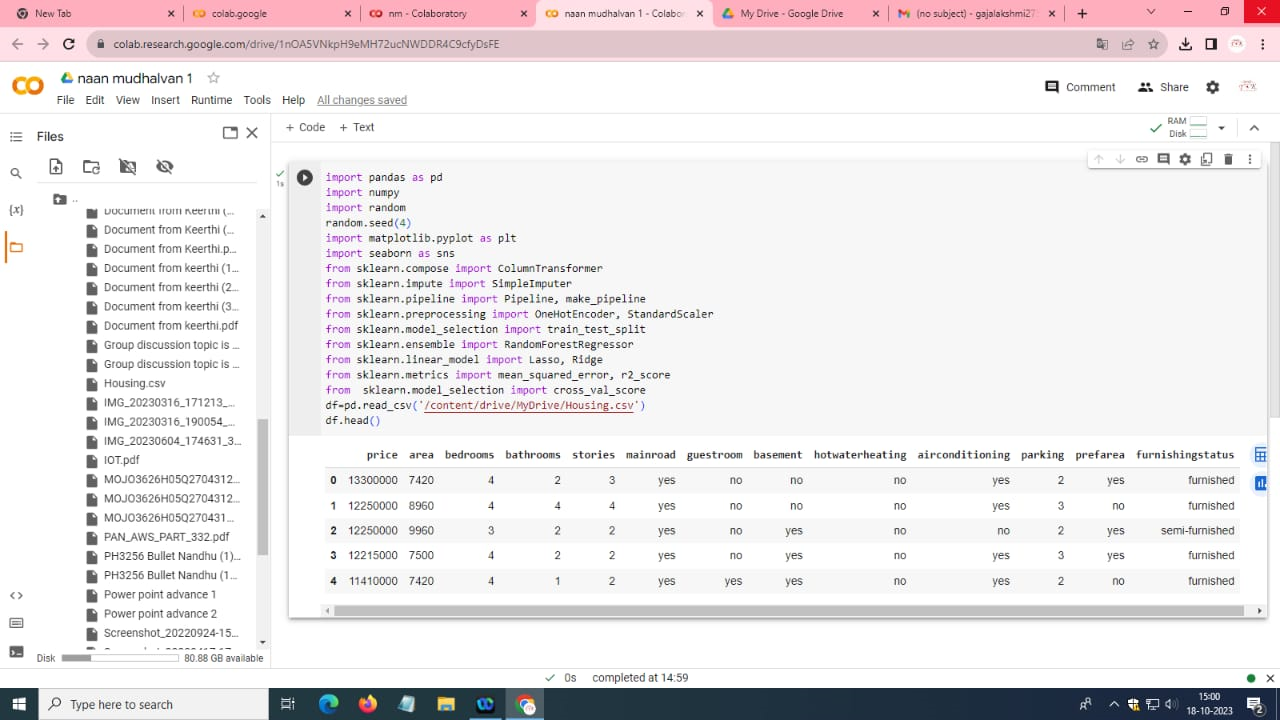 New Tab
colab.google
nm - Colaboratory
naan mudhalvan 1 - Colabor
My Drive - Google Drive
(no subject) - gajalakshmi27
colab.research.google.com/drive/1nOA5VNkpH9eMH72ucNWDDR4C9cfyDsFE
naan mudhalvan 1
File Edit View Insert Runtime Tools Help All changes saved
Comment Share
Files
+ Code + Text
RAM
Disk
..
Document from Keerthi (...
Document from Keerthi (...
Document from Keerthi.p...
Document from keerthi (1...
Document from keerthi (2...
Document from keerthi (3...
Document from keerthi.pdf
Group discussion topic is ...
Group discussion topic is ...
Housing.csv
IMG_20230316_171213_...
IMG_20230316_190054_...
IMG_20230604_174631_3...
IOT.pdf
MOJO3626H05Q2704312...
MOJO3626H05Q2704312...
MOJO3626H05Q270431...
PAN_AWS_PART_332.pdf
PH3256 Bullet Nandhu (1)...
PH3256 Bullet Nandhu (1...
Power point advance 1
Power point advance 2
Screenshot_20220924-15...
Disk 80.88 GB available
1s
import pandas as pd
import numpy
import random
random.seed(4)
import matplotlib.pyplot as plt
import seaborn as sns
from sklearn.compose import ColumnTransformer
from sklearn.impute import SimpleImputer
from sklearn.pipeline import Pipeline, make_pipeline
from sklearn.preprocessing import OneHotEncoder, StandardScaler
from sklearn.model_selection import train_test_split
from sklearn.ensemble import RandomForestRegressor
from sklearn.linear_model import Lasso, Ridge
from sklearn.metrics import mean_squared_error, r2_score
from  sklearn.model_selection import cross_val_score
df=pd.read_csv('/content/drive/MyDrive/Housing.csv')
df.head()
price area bedrooms bathrooms stories mainroad guestroom basement hotwaterheating airconditioning parking prefarea furnishingstatus
0 13300000 7420 4 2 3 yes no no no yes 2 yes furnished
1 12250000 8960 4 4 4 yes no no no yes 3 no furnished
2 12250000 9960 3 2 2 yes no yes no no 2 yes semi-furnished
3 12215000 7500 4 2 2 yes no yes no yes 3 yes furnished
4 11410000 7420 4 1 2 yes yes yes no yes 2 no furnished
0s completed at 14:59
Type here to search
15:00
18-10-2023
2